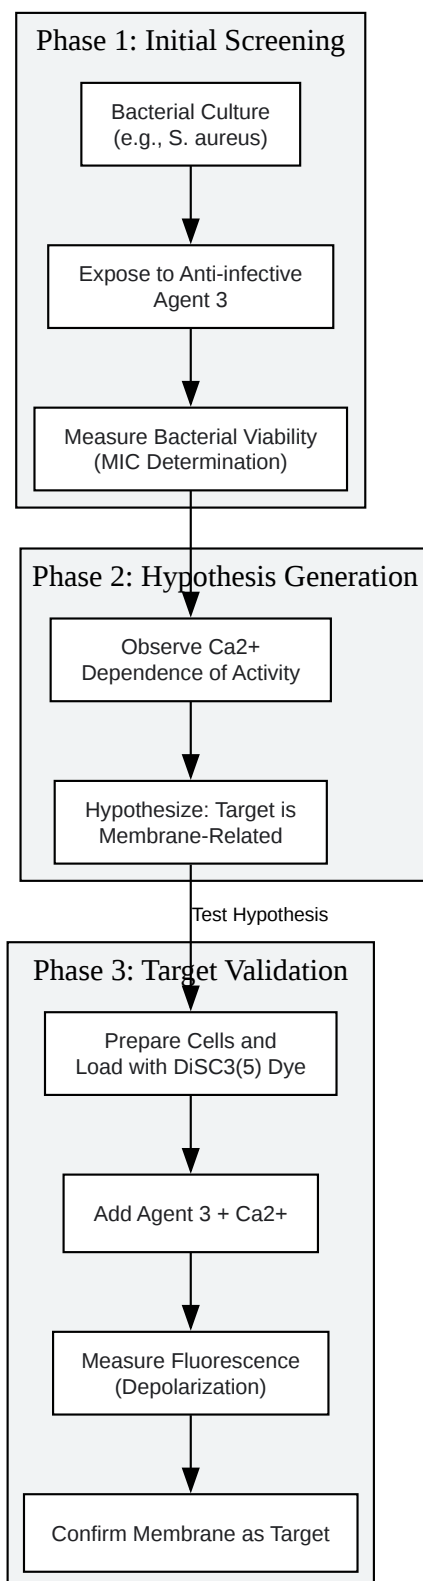 Phase 1: Initial Screening
Bacterial Culture
(e.g., S. aureus)
Expose to Anti-infective
Agent 3
Measure Bacterial Viability
(MIC Determination)
Phase 2: Hypothesis Generation
Observe Ca2+
Dependence of Activity
Hypothesize: Target is
Membrane-Related
Test Hypothesis
Phase 3: Target Validation
Prepare Cells and
Load with DiSC3(5) Dye
Add Agent 3 + Ca2+
Measure Fluorescence
(Depolarization)
Confirm Membrane as Target